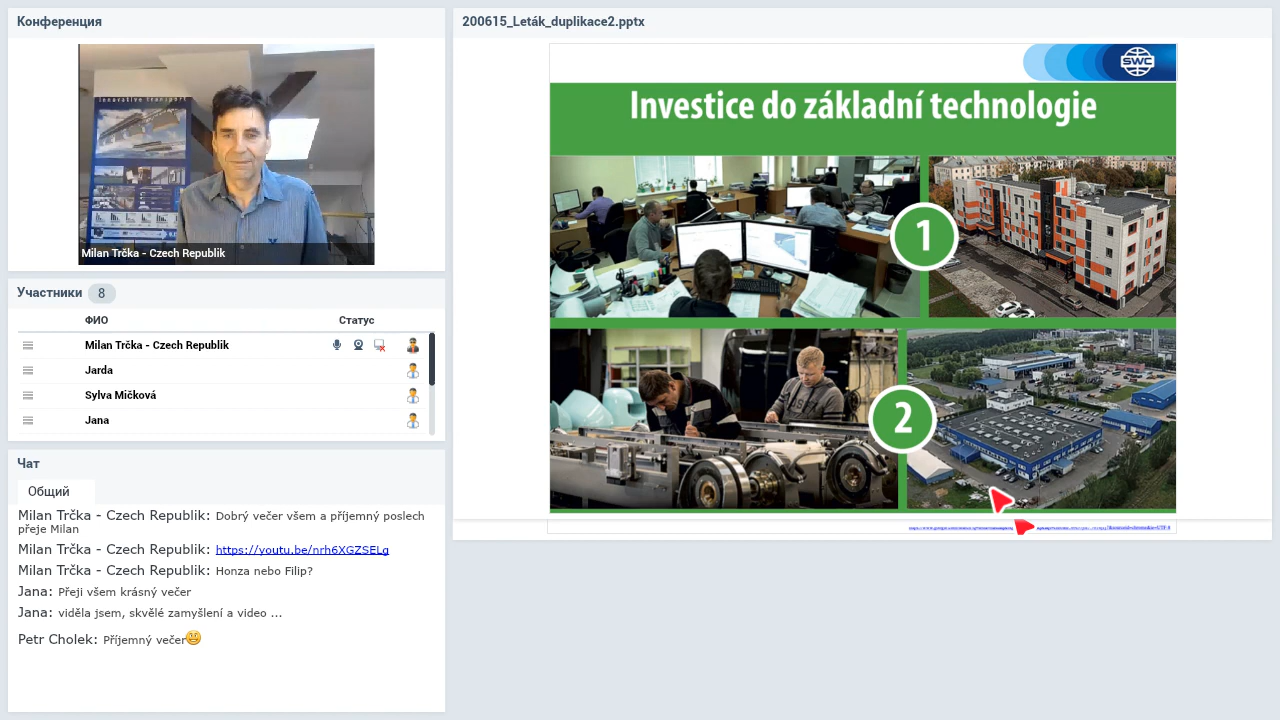 Конференция
innovative transport
Milan Trčka - Czech Republik
Участники 8
ФИО Статус
Milan Trčka - Czech Republik
Jarda
Sylva Mičková
Jana
Чат
Общий
Milan Trčka - Czech Republik: Dobrý večer všem a příjemný poslech
přeje Milan
Milan Trčka - Czech Republik: https://youtu.be/nrh6XGZSELg
Milan Trčka - Czech Republik: Honza nebo Filip?
Jana: Přeji všem krásný večer
Jana: viděla jsem, skvělé zamyšlení a video ...
Petr Cholek: Příjemný večer
200615_Leták_duplikace2.pptx
SWC
Investice do základní technologie
1
2